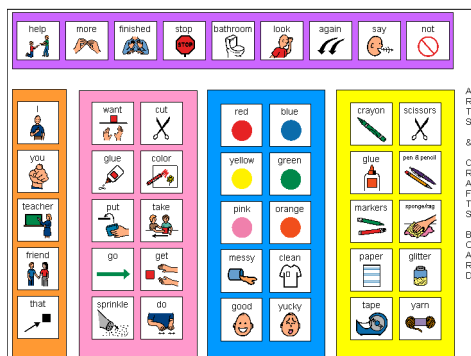 help more finished stop bathroom look again say not
STOP
I
you
teacher
friend
that
want cut
glue color
put take
go get
sprinkle do
red blue
yellow green
pink orange
messy clean
good yucky
crayon scissors
glue pen & pencil
markers sponge/rag
paper glitter
tape yarn
A
R
T
S
&
C
R
A
F
T
S
B
O
A
R
D